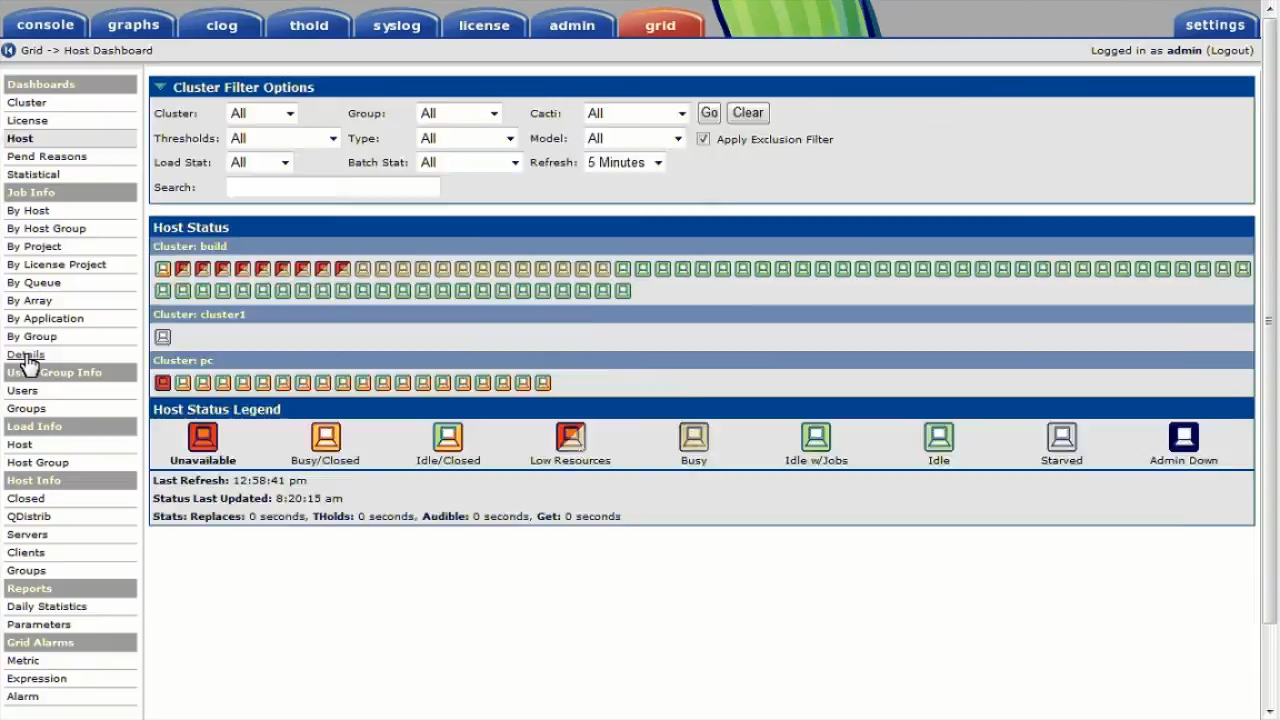 console graphs clog thold syslog license admin grid settings
Grid -> Host Dashboard Logged in as admin (Logout)
Dashboards
Cluster
License
Host
Pend Reasons
Statistical
Job Info
By Host
By Host Group
By Project
By License Project
By Queue
By Array
By Application
By Group
Details
User/Group Info
Users
Groups
Load Info
Host
Host Group
Host Info
Closed
QDistrib
Servers
Clients
Groups
Reports
Daily Statistics
Parameters
Grid Alarms
Metric
Expression
Alarm
Cluster Filter Options
Cluster: All Group: All Cacti: All Go Clear
Thresholds: All Type: All Model: All Apply Exclusion Filter
Load Stat: All Batch Stat: All Refresh: 5 Minutes
Search:
Host Status
Cluster: build
Cluster: cluster1
Cluster: pc
Host Status Legend
Unavailable Busy/Closed Idle/Closed Low Resources Busy Idle w/Jobs Idle Starved Admin Down
Last Refresh: 12:58:41 pm
Status Last Updated: 8:20:15 am
Stats: Replaces: 0 seconds, THolds: 0 seconds, Audible: 0 seconds, Get: 0 seconds